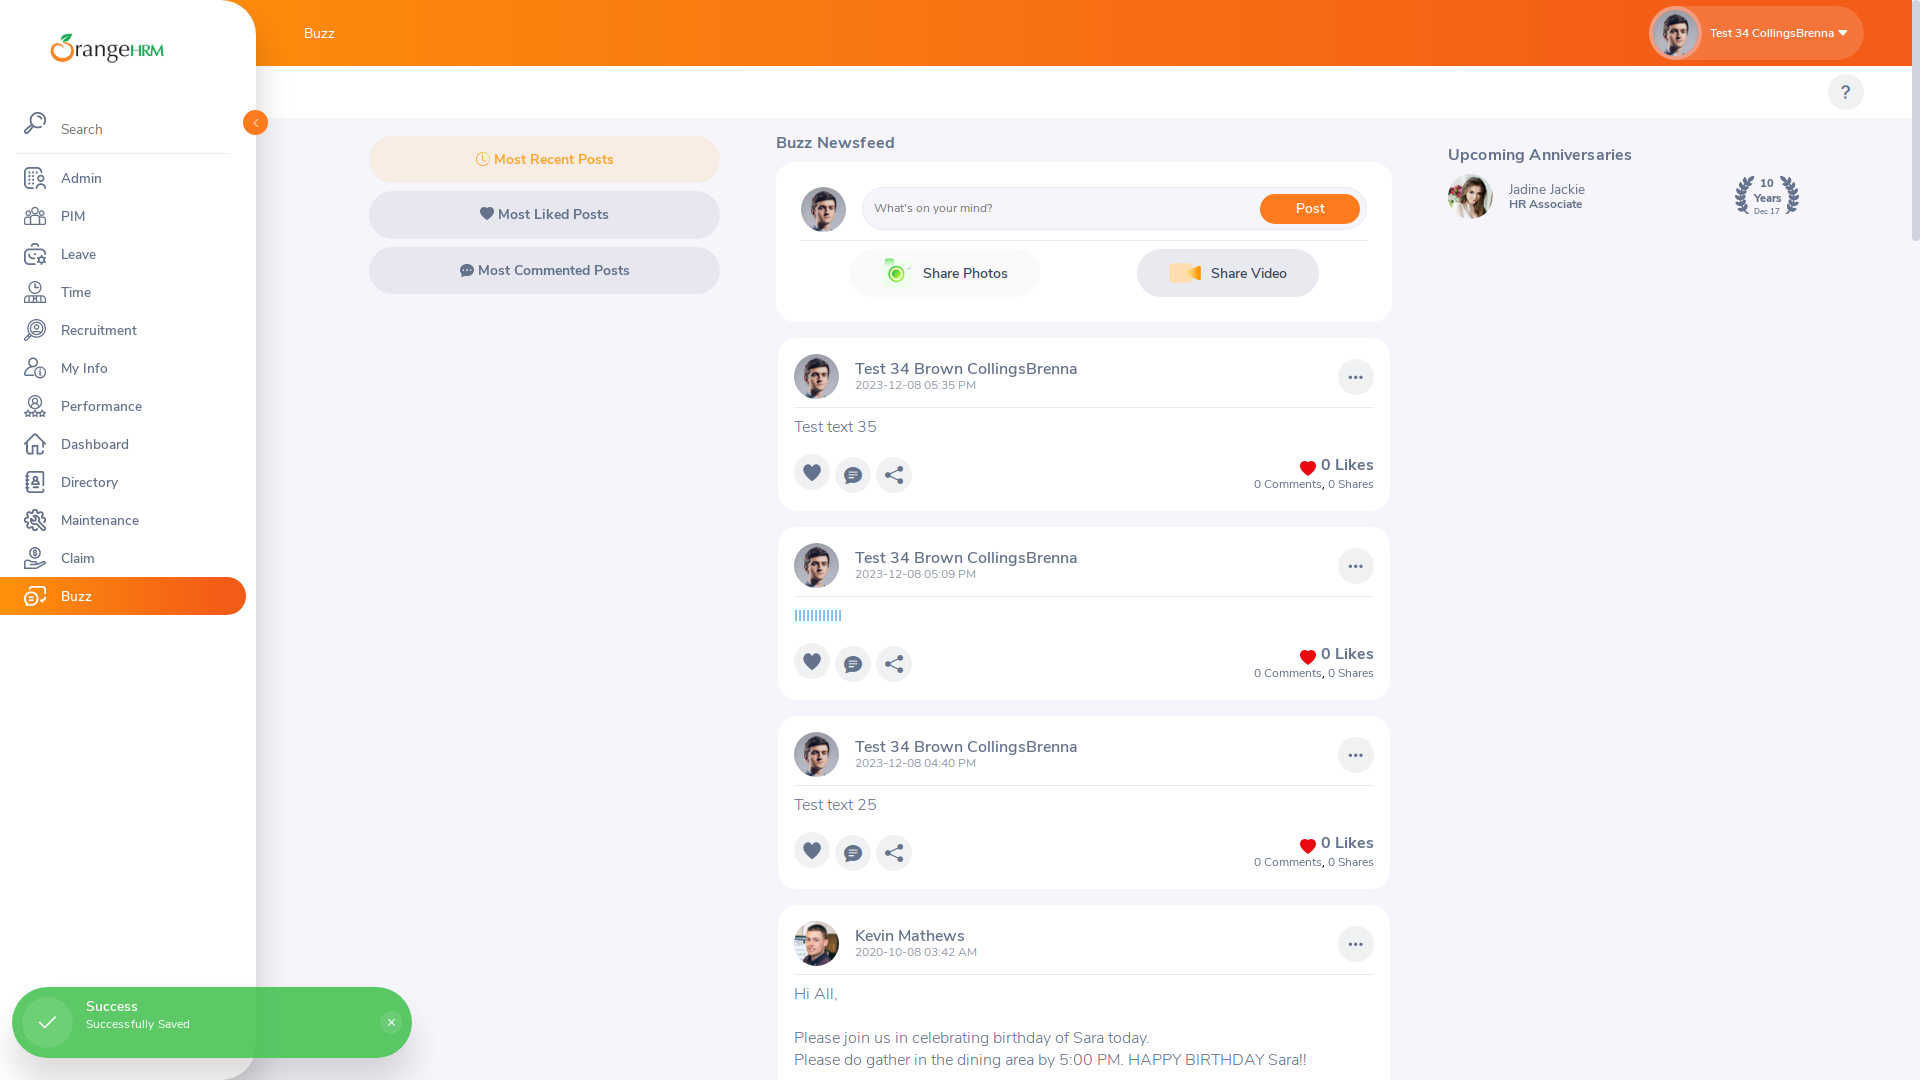 OrangeHRM
Buzz
Test 34 CollingsBrenna
?
Search
Admin
PIM
Leave
Time
Recruitment
My Info
Performance
Dashboard
Directory
Maintenance
Claim
Buzz
Most Recent Posts
Most Liked Posts
Most Commented Posts
Buzz Newsfeed
What's on your mind?
Post
Share Photos
Share Video
Test 34 Brown CollingsBrenna
2023-12-08 05:35 PM
Test text 35
0 Likes
0 Comments, 0 Shares
Test 34 Brown CollingsBrenna
2023-12-08 05:09 PM
0 Likes
0 Comments, 0 Shares
Test 34 Brown CollingsBrenna
2023-12-08 04:40 PM
Test text 25
0 Likes
0 Comments, 0 Shares
Kevin Mathews
2020-10-08 03:42 AM
Hi All,
Please join us in celebrating birthday of Sara today.
Please do gather in the dining area by 5:00 PM. HAPPY BIRTHDAY Sara!!
Upcoming Anniversaries
Jadine Jackie
HR Associate
10
Years
Dec 17
Success
Successfully Saved